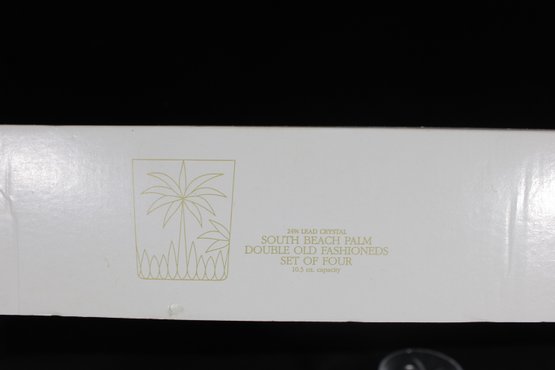 24% LEAD CRYSTAL
SOUTH BEACH PALM
DOUBLE OLD FASHIONEDS
SET OF FOUR
10.5 oz. capacity